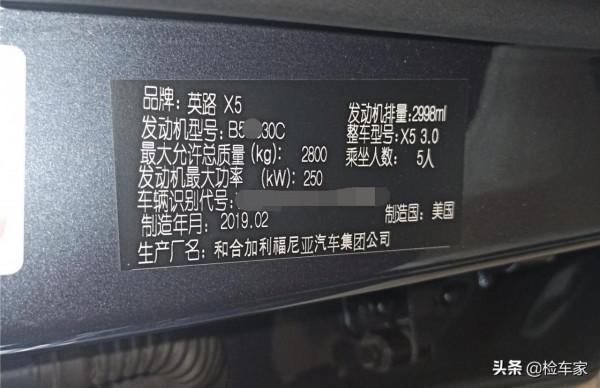 品牌: 英路 X5
发动机排量:2998ml
发动机型号: B5 30C
整车型号: X5 3.0
最大允许总质量(kg): 2800
乘坐人数: 5人
发动机最大功率 (kW): 250
车辆识别代号:
制造年月: 2019.02
制造国: 美国
生产厂名: 和合加利福尼亚汽车集团公司
头条 @检车家